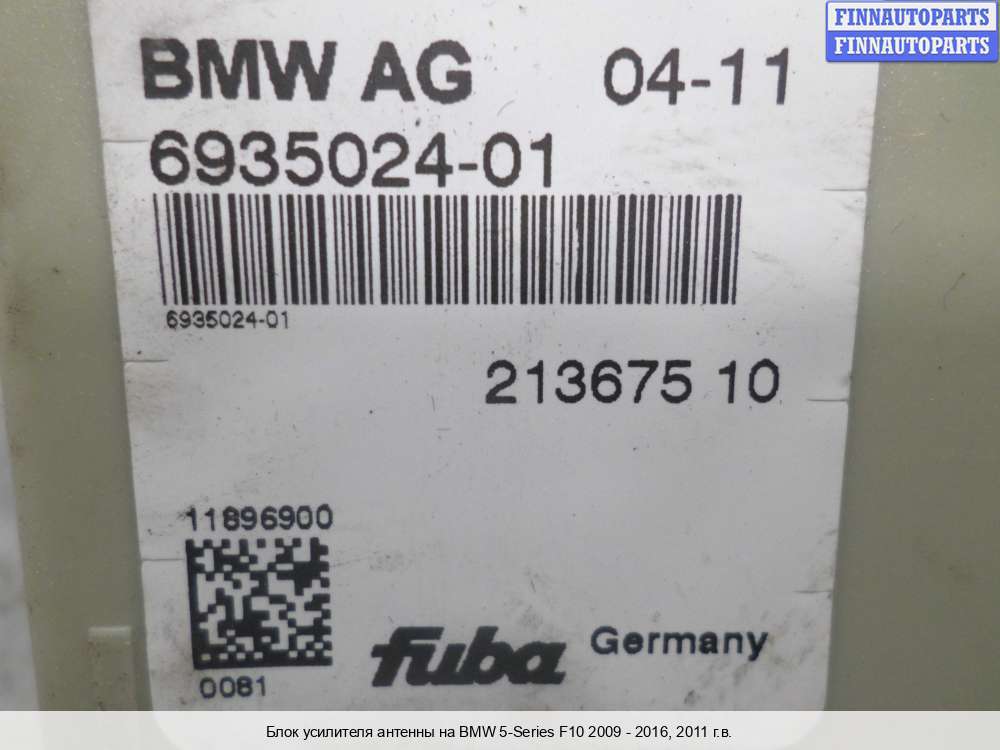 FINNAUTOPARTS
FINNAUTOPARTS
BMW AG 04-11
6935024-01
6935024-01
213675 10
11896900
0081
fuba Germany
Блок усилителя антенны на BMW 5-Series F10 2009 - 2016, 2011 г.в.